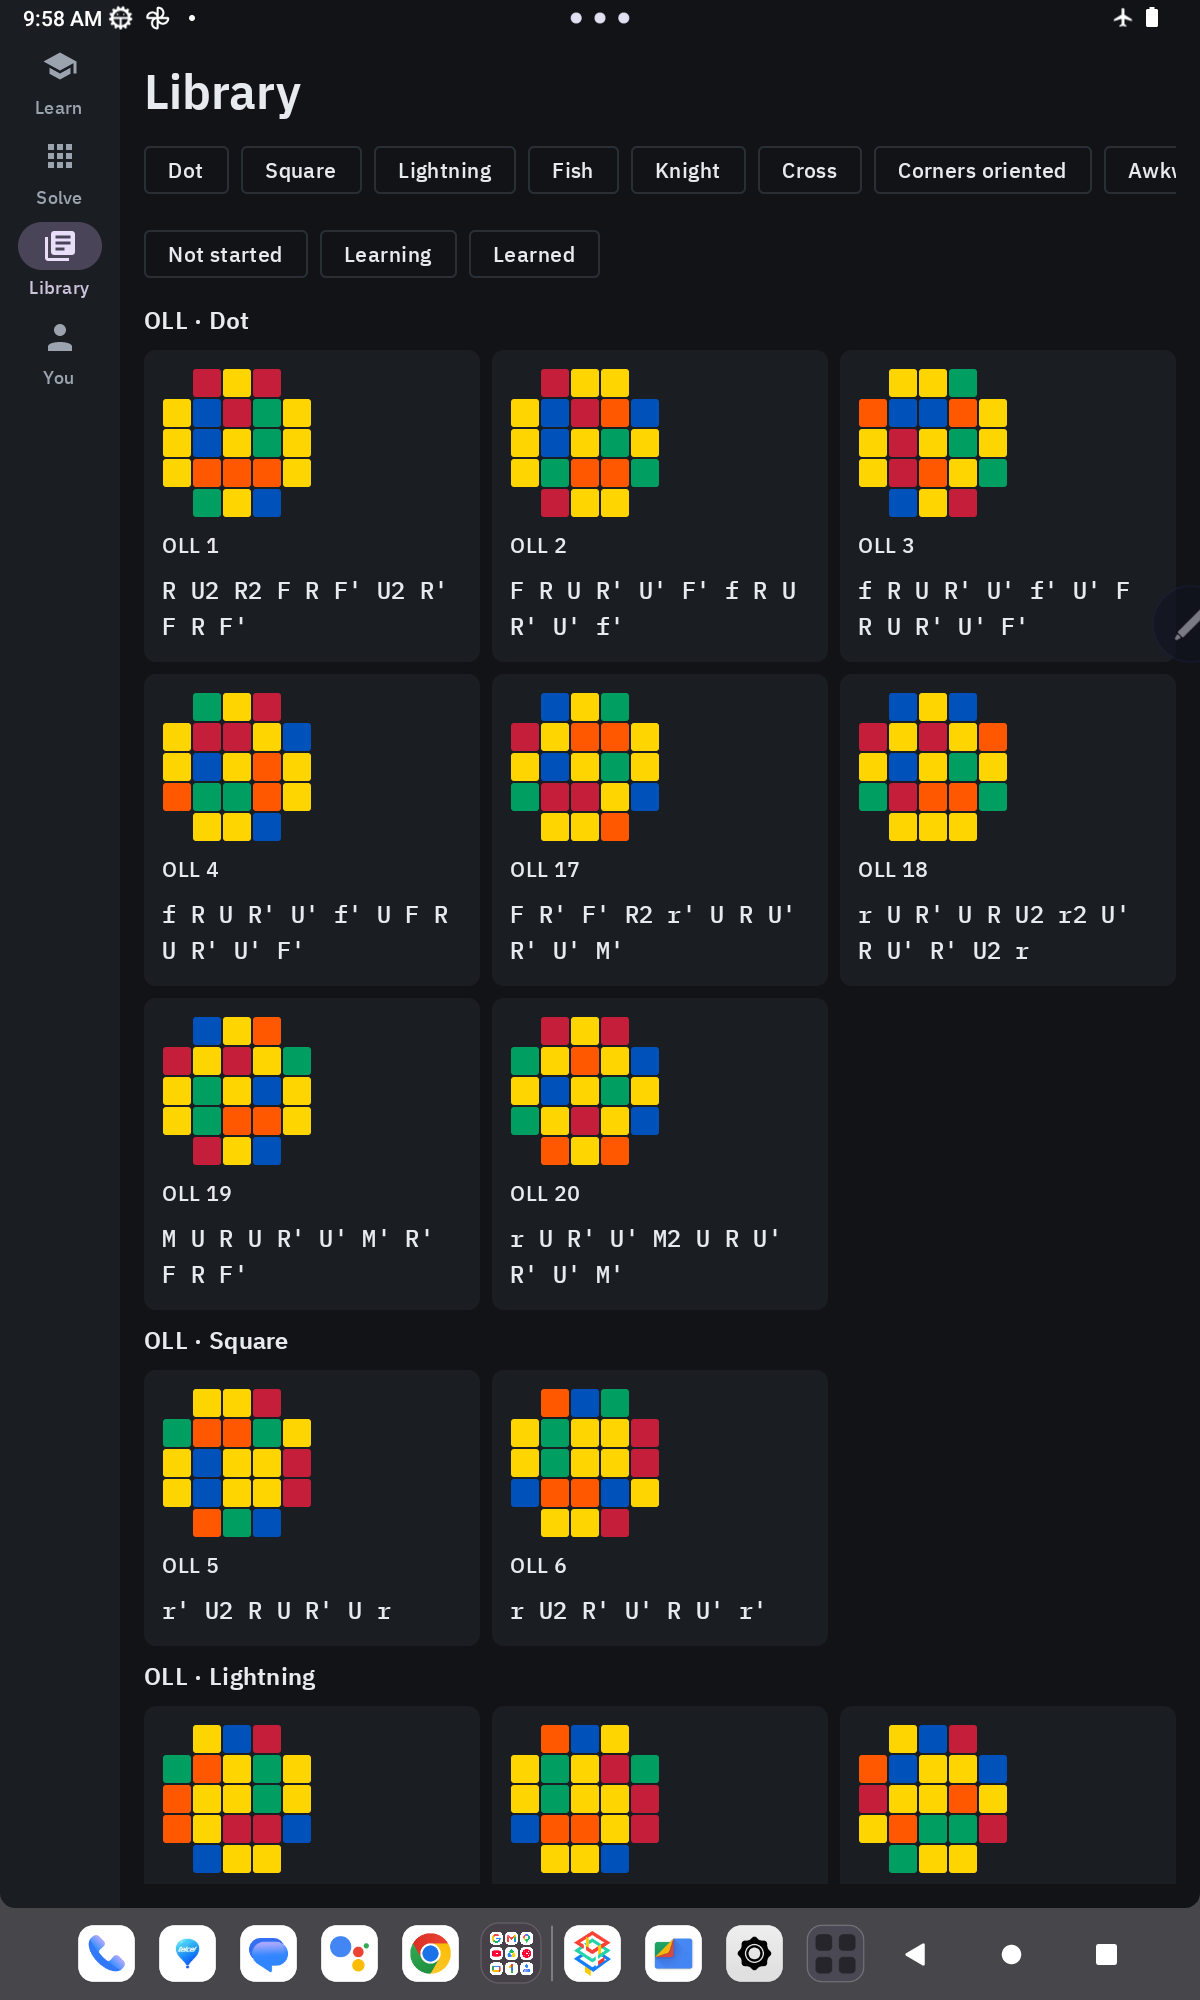 9:58 AM
Learn
Solve
Library
You
Library
Dot
Square
Lightning
Fish
Knight
Cross
Corners oriented
Not started
Learning
Learned
OLL · Dot
OLL 1
R U2 R2 F R F' U2 R'
F R F'
OLL 2
F R U R' U' F' f R U
R' U' f'
OLL 3
f R U R' U' f' U' F
R U R' U' F'
OLL 4
f R U R' U' f' U F R
U R' U' F'
OLL 17
F R' F' R2 r' U R U'
R' U' M'
OLL 18
r U R' U R U2 r2 U'
R U' R' U2 r
OLL 19
M U R U R' U' M' R'
F R F'
OLL 20
r U R' U' M2 U R U'
R' U' M'
OLL · Square
OLL 5
r' U2 R U R' U r
OLL 6
r U2 R' U' R U' r'
OLL · Lightning